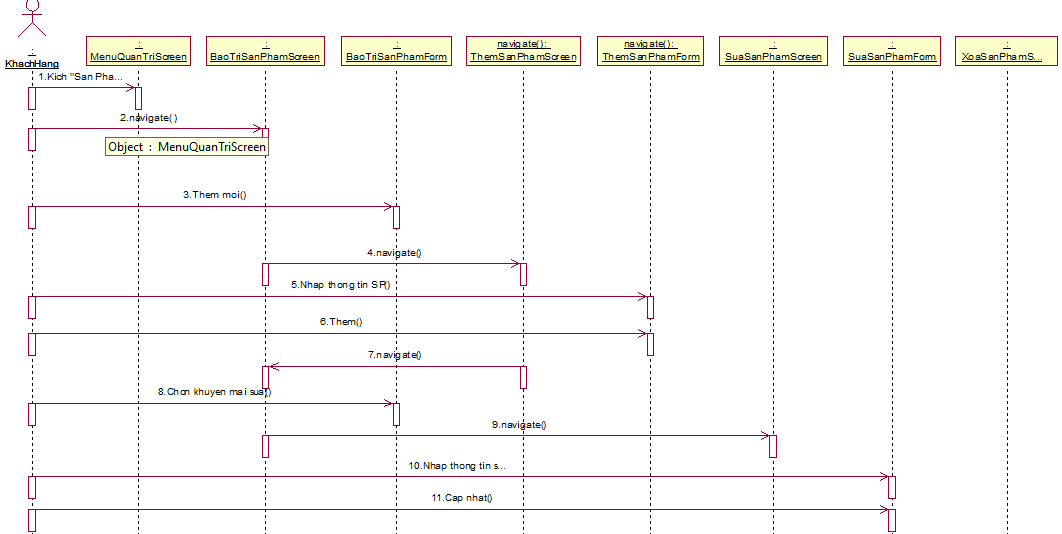 :
KhachHang
:
MenuQuanTriScreen
:
BaoTriSanPhamScreen
:
BaoTriSanPhamForm
navigate():
ThemSanPhamScreen
navigate():
ThemSanPhamForm
:
SuaSanPhamScreen
:
SuaSanPhamForm
:
XoaSanPhamS...
1.Kich "San Pha...
2.navigate( )
Object : MenuQuanTriScreen
3.Them moi()
4.navigate()
5.Nhap thong tin SP()
6.Them()
7.navigate()
8.Chon khuyen mai sua()
9.navigate()
10.Nhap thong tin s...
11.Cap nhat()